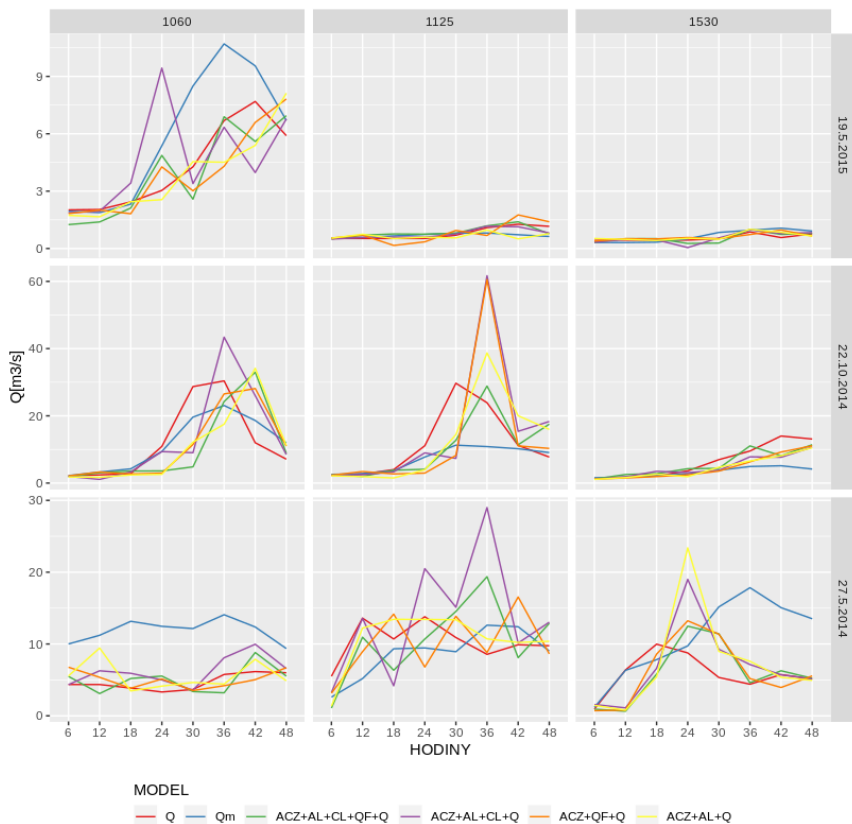 1060 1125 1530
9
6
3
0
19.5.2015
60
40
20
0
22.10.2014
30
20
10
0
27.5.2014
Q[m3/s]
6 12 18 24 30 36 42 48 6 12 18 24 30 36 42 48 6 12 18 24 30 36 42 48
HODINY
MODEL
Q Qm ACZ+AL+CL+QF+Q ACZ+AL+CL+Q ACZ+QF+Q ACZ+AL+Q